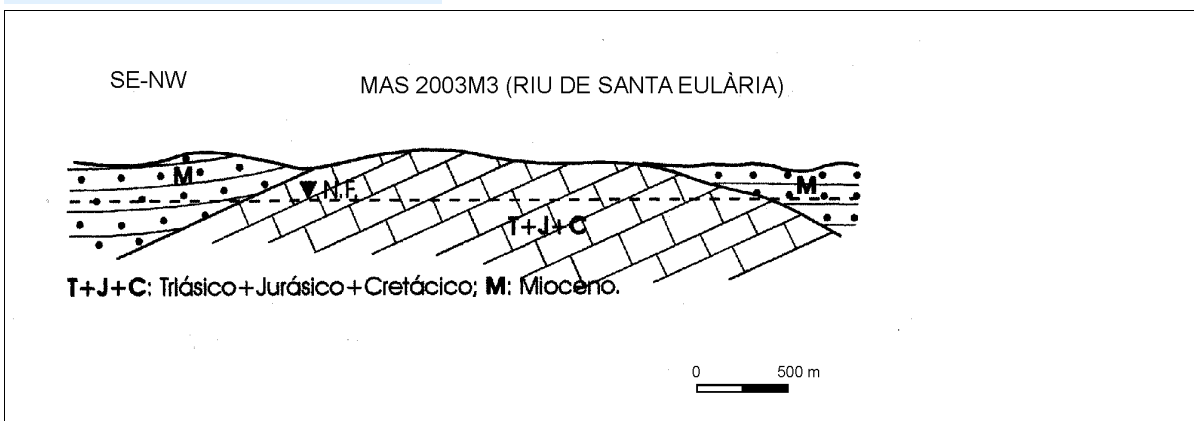 SE-NW
MAS 2003M3 (RIU DE SANTA EULÀRIA)
M
N.F.
M
T+J+C
T+J+C: Triásico+Jurásico+Cretácico; M: Mioceno.
0 500 m